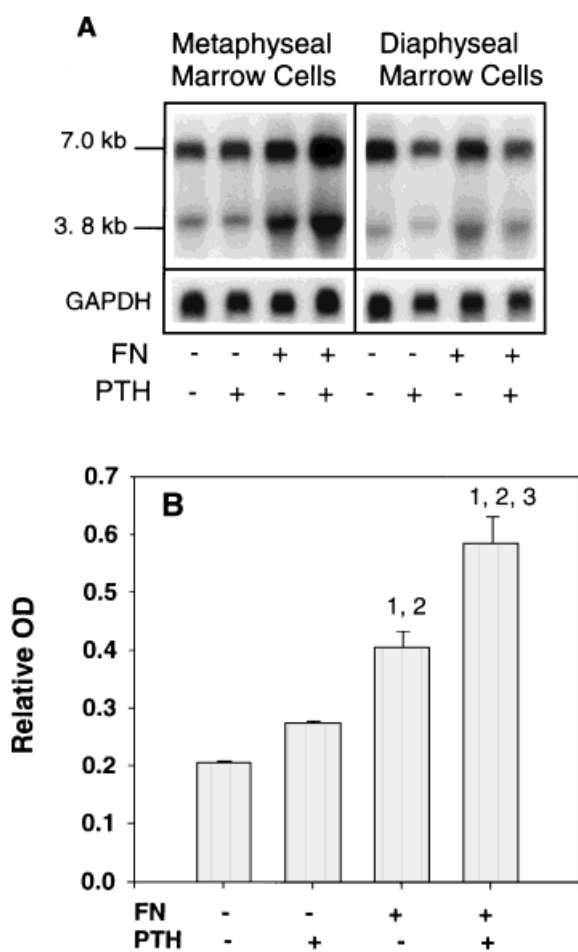 A
Metaphyseal Marrow Cells
Diaphyseal Marrow Cells
7.0 kb
3. 8 kb
GAPDH
FN - - + + - - + +
PTH - + - + - + - +
B
0.7
0.6
0.5
0.4
0.3
0.2
0.1
0.0
Relative OD
1, 2
1, 2, 3
FN - - + +
PTH - + - +